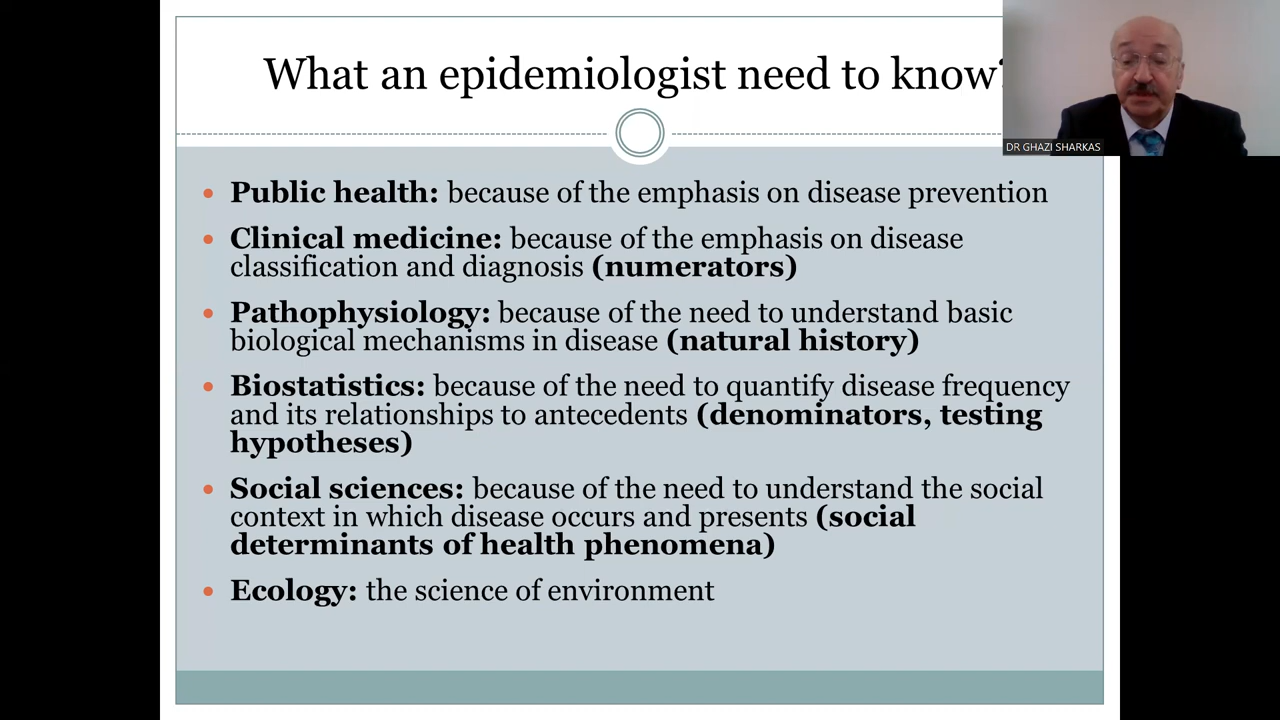 What an epidemiologist need to know?
DR GHAZI SHARKAS
• Public health: because of the emphasis on disease prevention
• Clinical medicine: because of the emphasis on disease
classification and diagnosis (numerators)
• Pathophysiology: because of the need to understand basic
biological mechanisms in disease (natural history)
• Biostatistics: because of the need to quantify disease frequency
and its relationships to antecedents (denominators, testing
hypotheses)
• Social sciences: because of the need to understand the social
context in which disease occurs and presents (social
determinants of health phenomena)
• Ecology: the science of environment